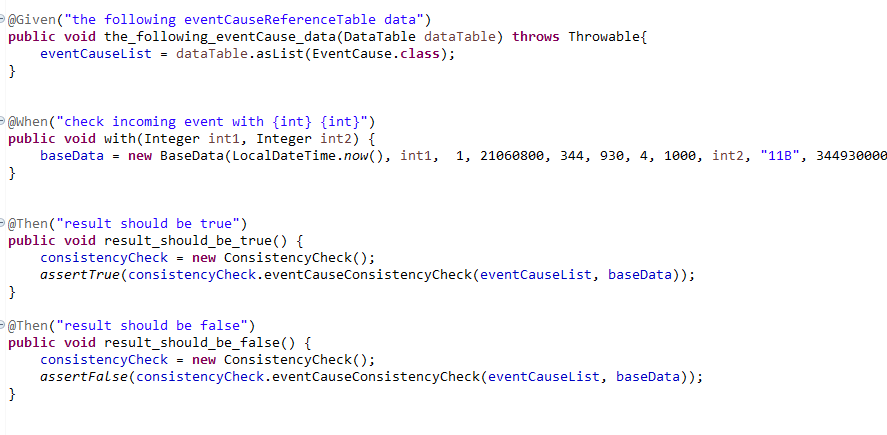 @Given("the following eventCauseReferenceTable data")
public void the_following_eventCause_data(DataTable dataTable) throws Throwable{
    eventCauseList = dataTable.asList(EventCause.class);
}
@When("check incoming event with {int} {int}")
public void with(Integer int1, Integer int2) {
    baseData = new BaseData(LocalDateTime.now(), int1,  1, 21060800, 344, 930, 4, 1000, int2, "11B", 344930000
}
@Then("result should be true")
public void result_should_be_true() {
    consistencyCheck = new ConsistencyCheck();
    assertTrue(consistencyCheck.eventCauseConsistencyCheck(eventCauseList, baseData));
}
@Then("result should be false")
public void result_should_be_false() {
    consistencyCheck = new ConsistencyCheck();
    assertFalse(consistencyCheck.eventCauseConsistencyCheck(eventCauseList, baseData));
}